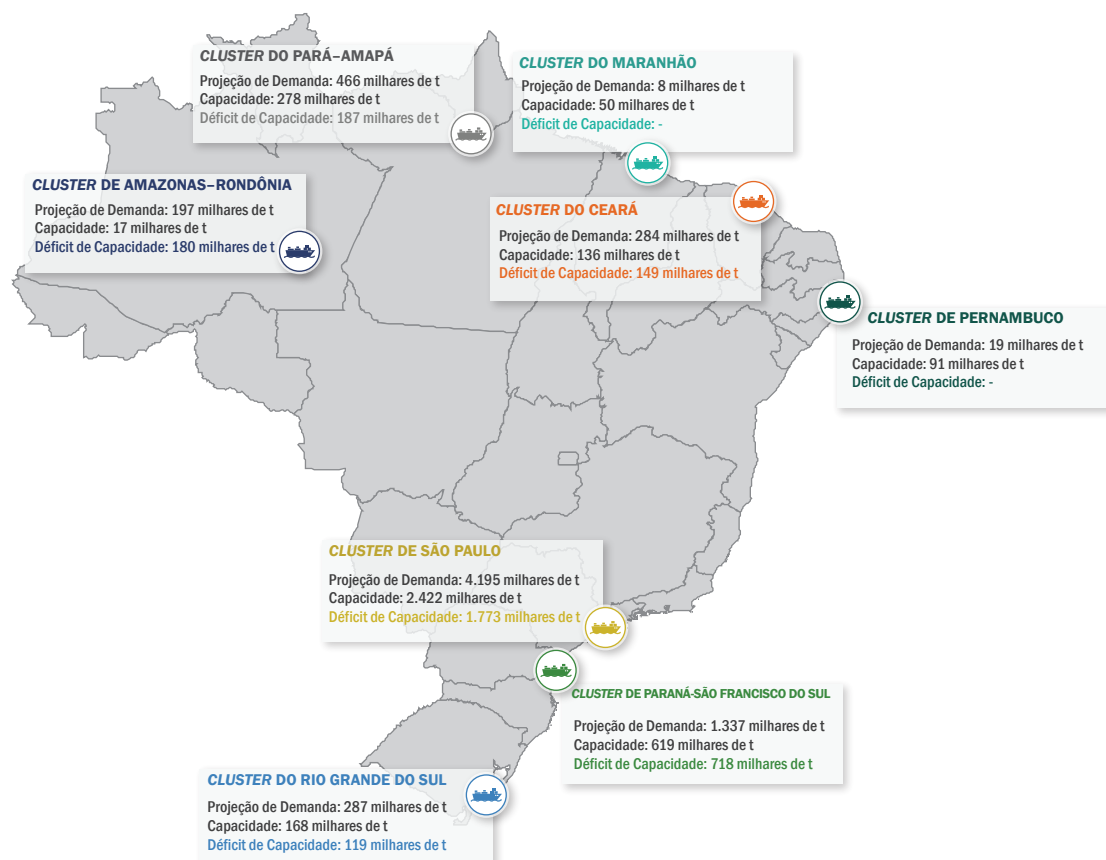 CLUSTER DO PARÁ–AMAPÁ
Projeção de Demanda: 466 milhares de t
Capacidade: 278 milhares de t
Déficit de Capacidade: 187 milhares de t
CLUSTER DO MARANHÃO
Projeção de Demanda: 8 milhares de t
Capacidade: 50 milhares de t
Déficit de Capacidade: -
CLUSTER DE AMAZONAS–RONDÔNIA
Projeção de Demanda: 197 milhares de t
Capacidade: 17 milhares de t
Déficit de Capacidade: 180 milhares de t
CLUSTER DO CEARÁ
Projeção de Demanda: 284 milhares de t
Capacidade: 136 milhares de t
Déficit de Capacidade: 149 milhares de t
CLUSTER DE PERNAMBUCO
Projeção de Demanda: 19 milhares de t
Capacidade: 91 milhares de t
Déficit de Capacidade: -
CLUSTER DE SÃO PAULO
Projeção de Demanda: 4.195 milhares de t
Capacidade: 2.422 milhares de t
Déficit de Capacidade: 1.773 milhares de t
CLUSTER DE PARANÁ-SÃO FRANCISCO DO SUL
Projeção de Demanda: 1.337 milhares de t
Capacidade: 619 milhares de t
Déficit de Capacidade: 718 milhares de t
CLUSTER DO RIO GRANDE DO SUL
Projeção de Demanda: 287 milhares de t
Capacidade: 168 milhares de t
Déficit de Capacidade: 119 milhares de t